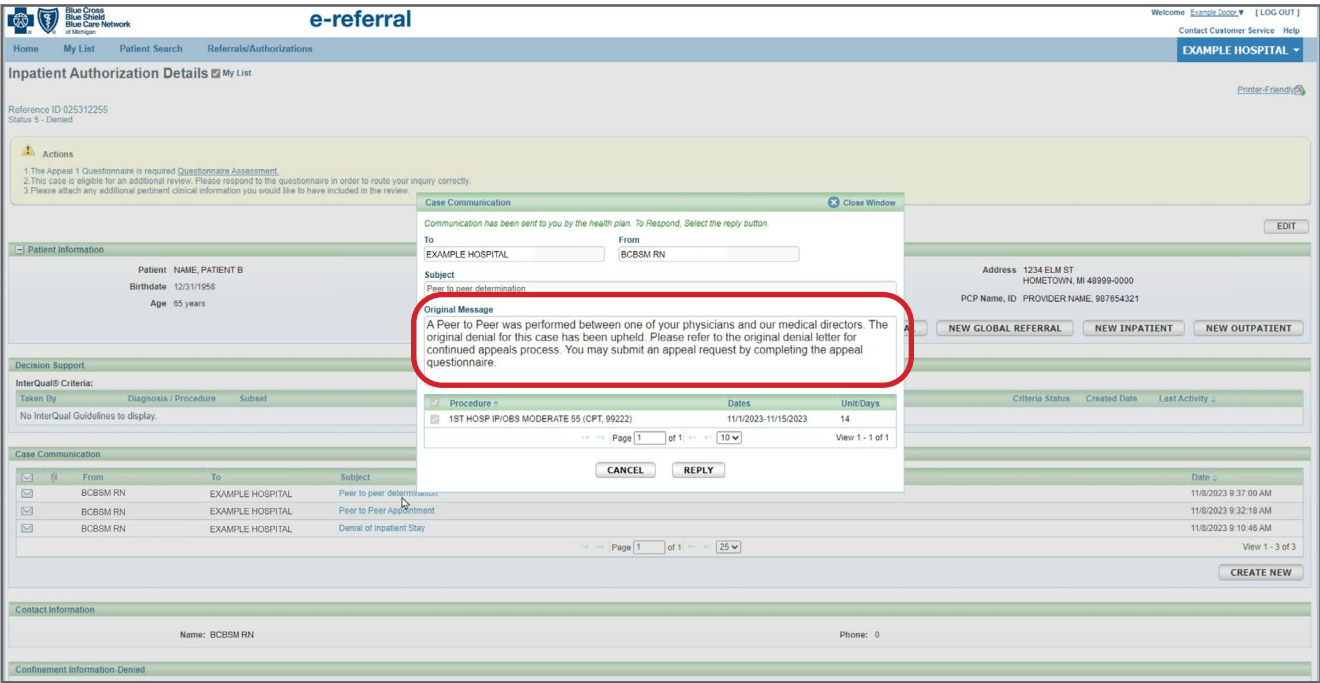 Blue Cross
Blue Shield
Blue Care Network
of Michigan
e-referral
Welcome Example Doctor ▼ [ LOG OUT ]
Contact Customer Service Help
Home My List Patient Search Referrals/Authorizations
EXAMPLE HOSPITAL
Inpatient Authorization Details My List
Printer-Friendly
Reference ID 025312255
Status 5 - Denied
Actions
1.The Appeal 1 Questionnaire is required Questionnaire Assessment.
2.This case is eligible for an additional review. Please respond to the questionnaire in order to route your inquiry correctly.
3.Please attach any additional pertinent clinical information you would like to have included in the review.
EDIT
Patient Information
Patient NAME, PATIENT B
Birthdate 12/31/1958
Age 65 years
Address 1234 ELM ST
HOMETOWN, MI 48999-0000
PCP Name, ID PROVIDER NAME, 987654321
NEW GLOBAL REFERRAL NEW INPATIENT NEW OUTPATIENT
Case Communication
Close Window
Communication has been sent to you by the health plan. To Respond, Select the reply button.
To From
EXAMPLE HOSPITAL BCBSM RN
Subject
Peer to peer determination
Original Message
A Peer to Peer was performed between one of your physicians and our medical directors. The
original denial for this case has been upheld. Please refer to the original denial letter for
continued appeals process. You may submit an appeal request by completing the appeal
questionnaire.
Procedure Dates Unit/Days
1ST HOSP IP/OBS MODERATE 55 (CPT, 99222) 11/1/2023-11/15/2023 14
Page 1 of 1 10 View 1 - 1 of 1
CANCEL REPLY
Decision Support
InterQual® Criteria:
Taken By Diagnosis / Procedure Subset Criteria Status Created Date Last Activity
No InterQual Guidelines to display.
Case Communication
From To Subject Date
BCBSM RN EXAMPLE HOSPITAL Peer to peer determination 11/8/2023 9:37:00 AM
BCBSM RN EXAMPLE HOSPITAL Peer to Peer Appointment 11/8/2023 9:32:18 AM
BCBSM RN EXAMPLE HOSPITAL Denial of Inpatient Stay 11/8/2023 9:10:46 AM
Page 1 of 1 25 View 1 - 3 of 3
CREATE NEW
Contact Information
Name: BCBSM RN Phone: 0
Confinement Information-Denied